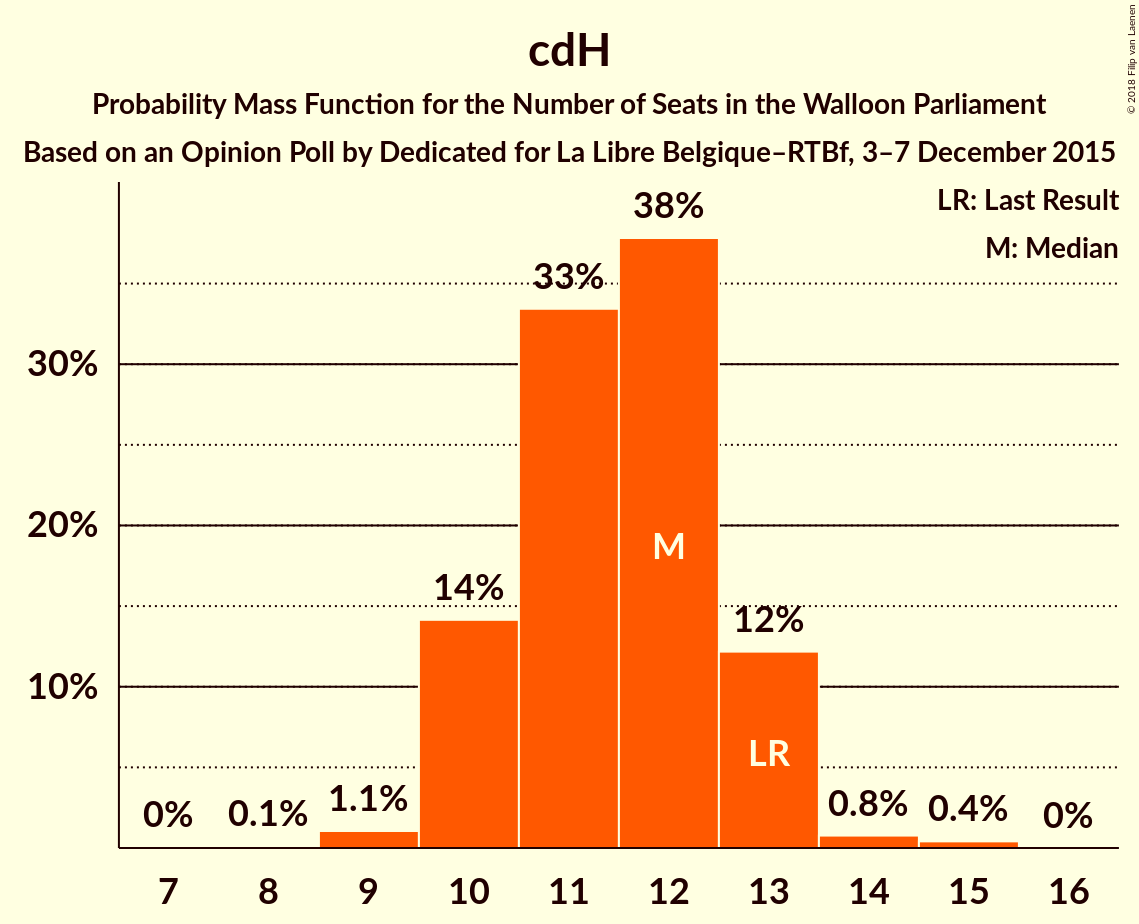 cdH
Probability Mass Function for the Number of Seats in the Walloon Parliament
Based on an Opinion Poll by Dedicated for La Libre Belgique–RTBf, 3–7 December 2015
© 2018 Filip van Laenen
LR: Last Result
M: Median
38%
33%
30%
20%
M
14%
12%
10%
LR
0%
0.1%
1.1%
0.8%
0.4%
0%
7 8 9 10 11 12 13 14 15 16